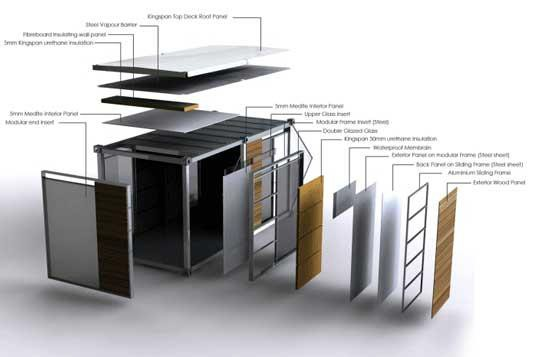 Kingspan Top Deck Roof Panel
Steel Vapour Barrier
Fibreboard Insulating wall panel
5mm Kingspan urethane insulation
5mm Medite Interior Panel
Modular end insert
5mm Medite Interior Panel
Upper Glass Insert
Modular Frame Insert (Steel)
Double Glazed Glass
Kingspan 50mm urethane insulation
Waterproof Membrain
Exterior Panel on modular Frame (Steel sheet)
Back Panel on Sliding Frame (Steel sheet)
Aluminium Sliding Frame
Exterior Wood Panel